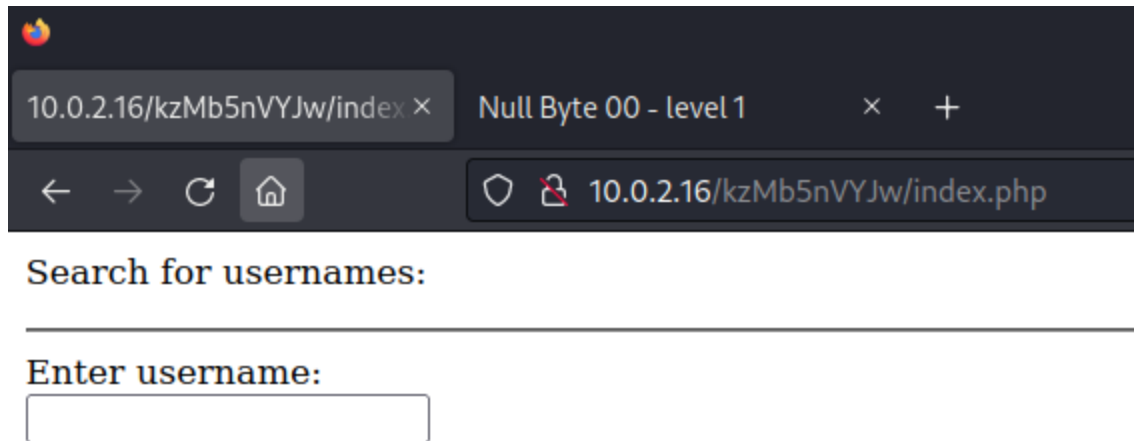 10.0.2.16/kzMb5nVYJw/index
Null Byte 00 - level 1
10.0.2.16/kzMb5nVYJw/index.php
Search for usernames:
Enter username: